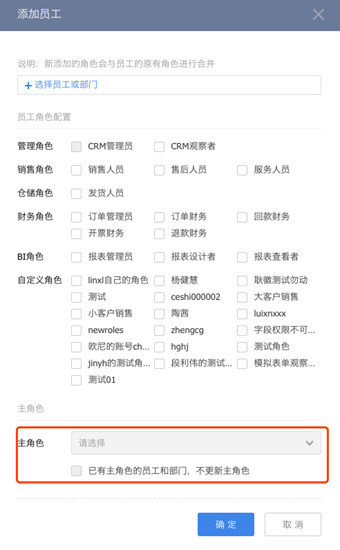 添加员工
说明：新添加的角色会与员工的原有角色进行合并
+ 选择员工或部门
员工角色配置
管理角色 CRM管理员 CRM观察者
销售角色 销售人员 售后人员 服务人员
仓储角色 发货人员
财务角色 订单管理员 订单财务 回款财务
开票财务 退款财务
BI角色 报表管理员 报表设计者 报表查看者
自定义角色 linxl自己的角色 杨健慧 耿徽测试勿动
测试 ceshi000002 大客户销售
小客户销售 陶茜 luixnxxx
newroles zhengcg 字段权限不可...
欧尼的账号ch... hghj 测试角色
jinyh的测试角... 段利伟的测试... 模拟表单观察...
测试01
主角色
主角色 请选择
已有主角色的员工和部门，不更新主角色
确 定 取 消